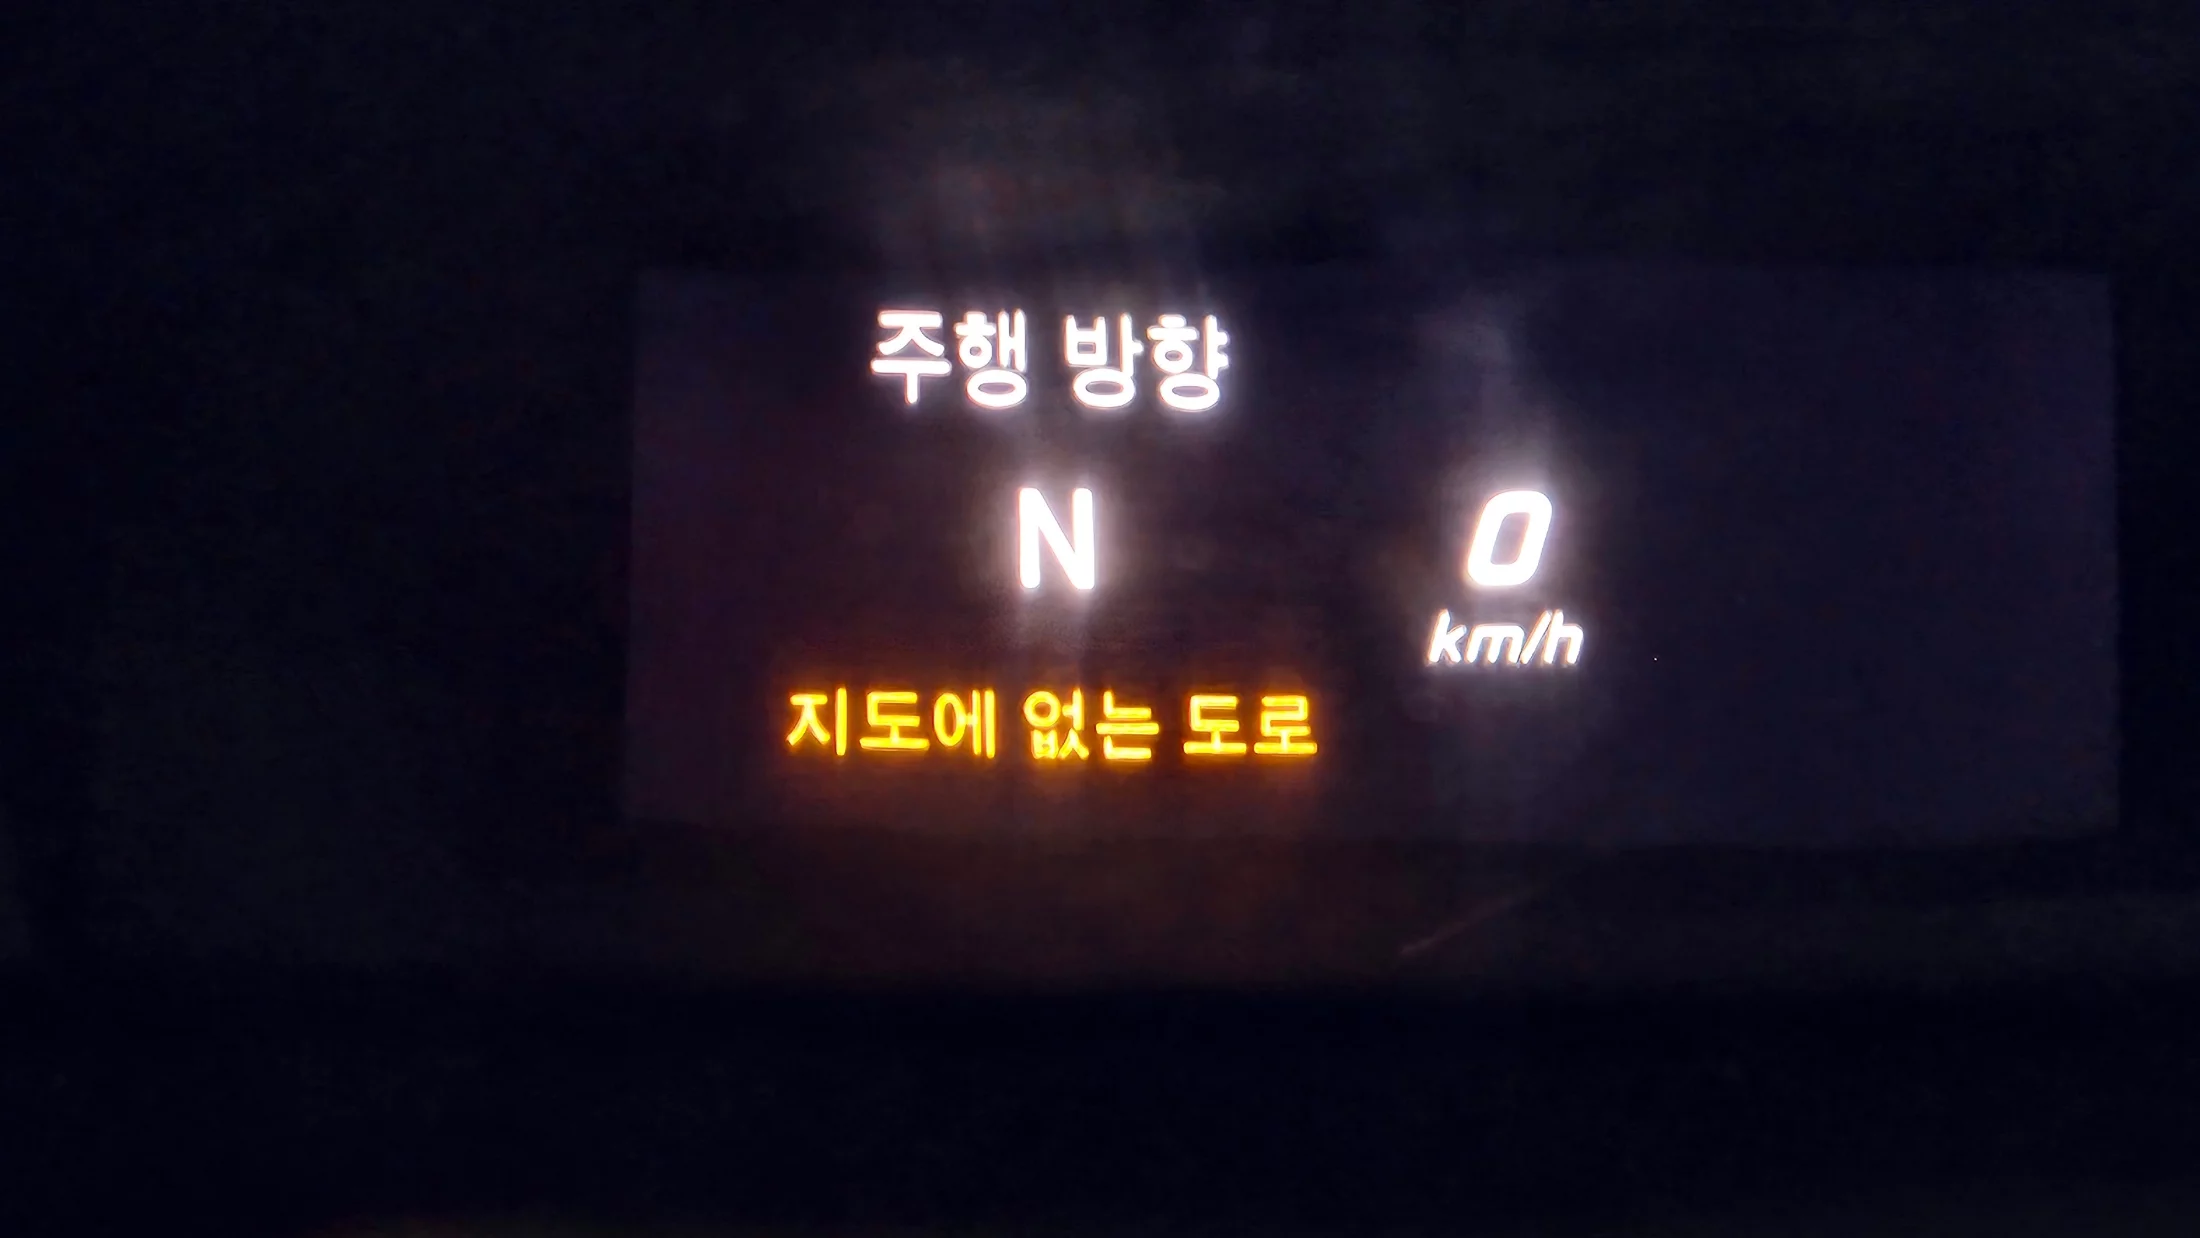 주행 방향
N
0
km/h
지도에 없는 도로